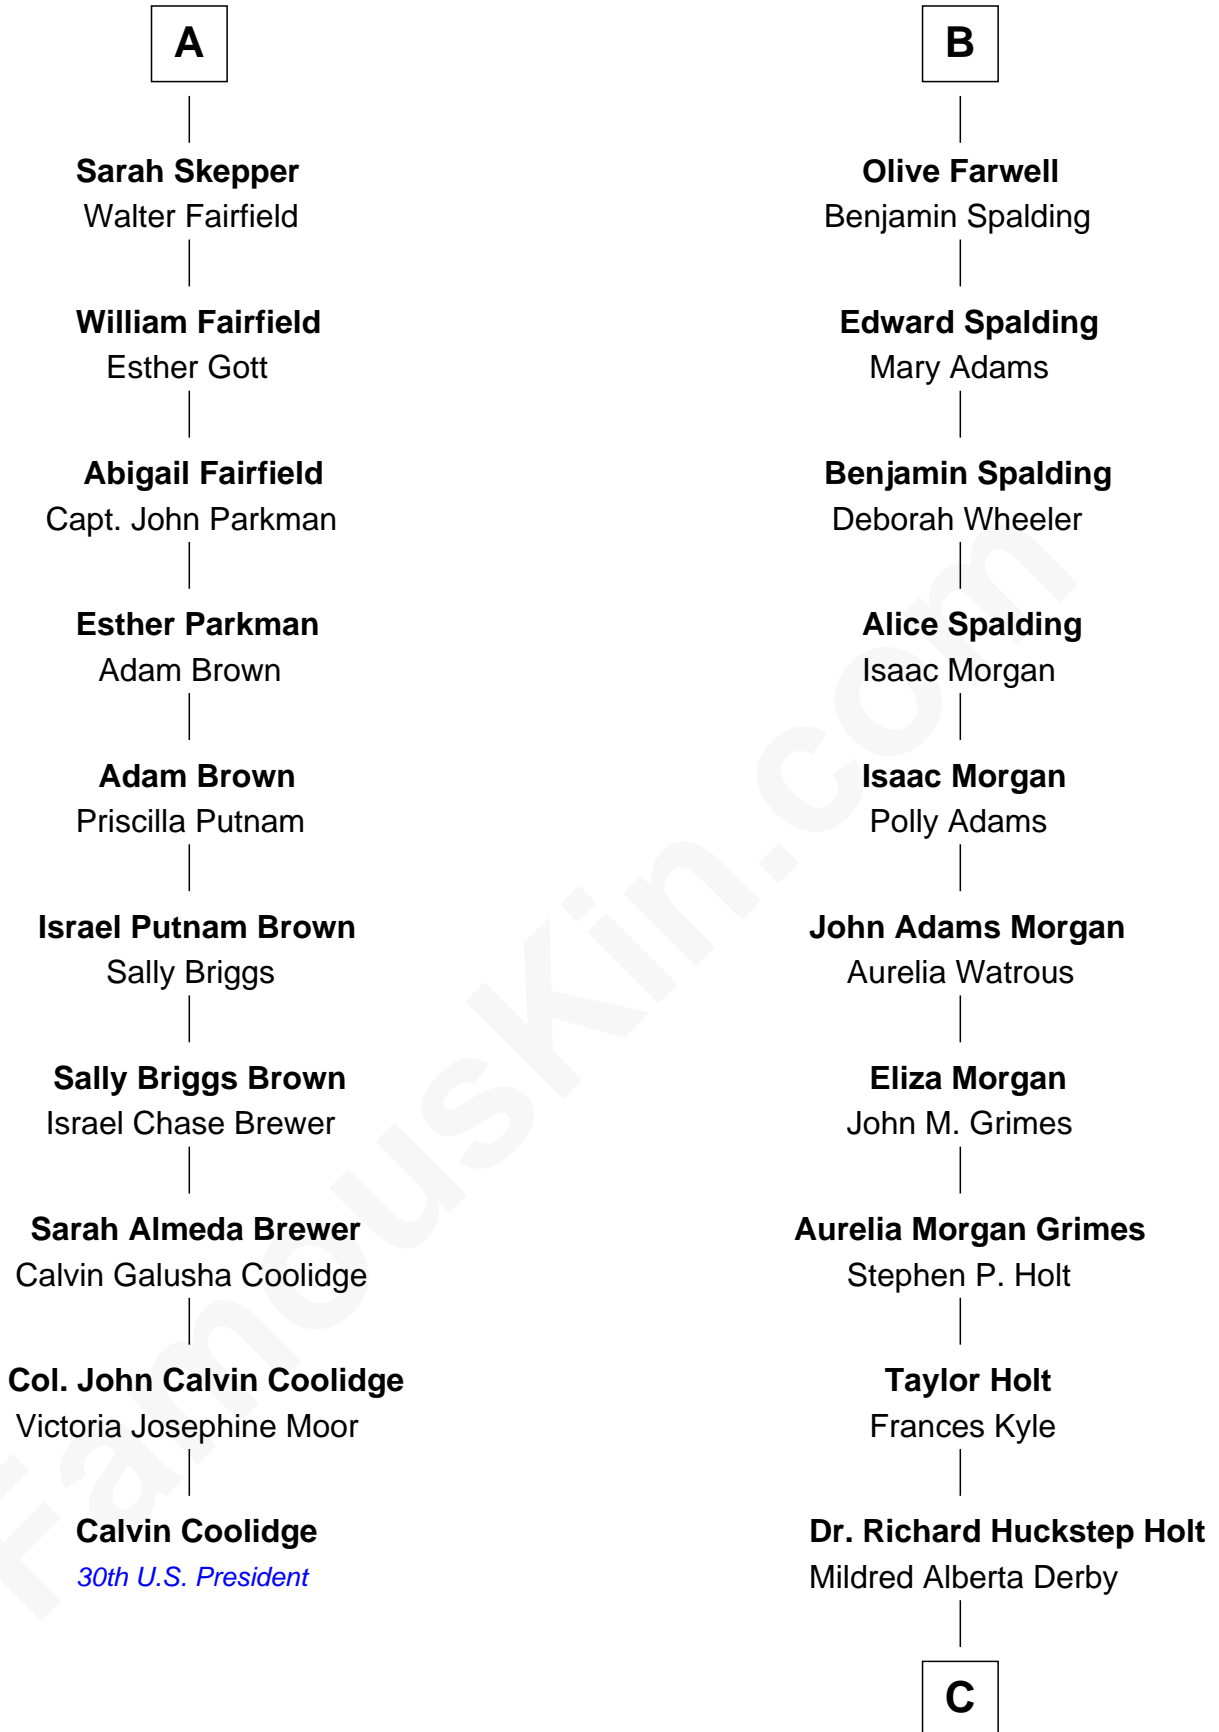 A
Sarah Skepper
Walter Fairfield
William Fairfield
Esther Gott
Abigail Fairfield
Capt. John Parkman
Esther Parkman
Adam Brown
Adam Brown
Priscilla Putnam
Israel Putnam Brown
Sally Briggs
Sally Briggs Brown
Israel Chase Brewer
Sarah Almeda Brewer
Calvin Galusha Coolidge
Col. John Calvin Coolidge
Victoria Josephine Moor
Calvin Coolidge
30th U.S. President
B
Olive Farwell
Benjamin Spalding
Edward Spalding
Mary Adams
Benjamin Spalding
Deborah Wheeler
Alice Spalding
Isaac Morgan
Isaac Morgan
Polly Adams
John Adams Morgan
Aurelia Watrous
Eliza Morgan
John M. Grimes
Aurelia Morgan Grimes
Stephen P. Holt
Taylor Holt
Frances Kyle
Dr. Richard Huckstep Holt
Mildred Alberta Derby
C
FamousKin.com